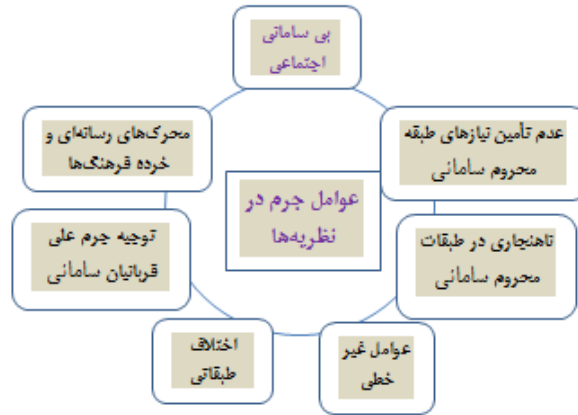 بی سامانی
اجتماعی
محرک‌های رسانه‌ای و
خرده فرهنگ‌ها
عدم تأمین نیازهای طبقه
محروم سامانی
عوامل جرم در
نظریه‌ها
توجیه جرم علی
قربانیان سامانی
ناهنجاری در طبقات
محروم سامانی
اختلاف
طبقاتی
عوامل غیر
خطی